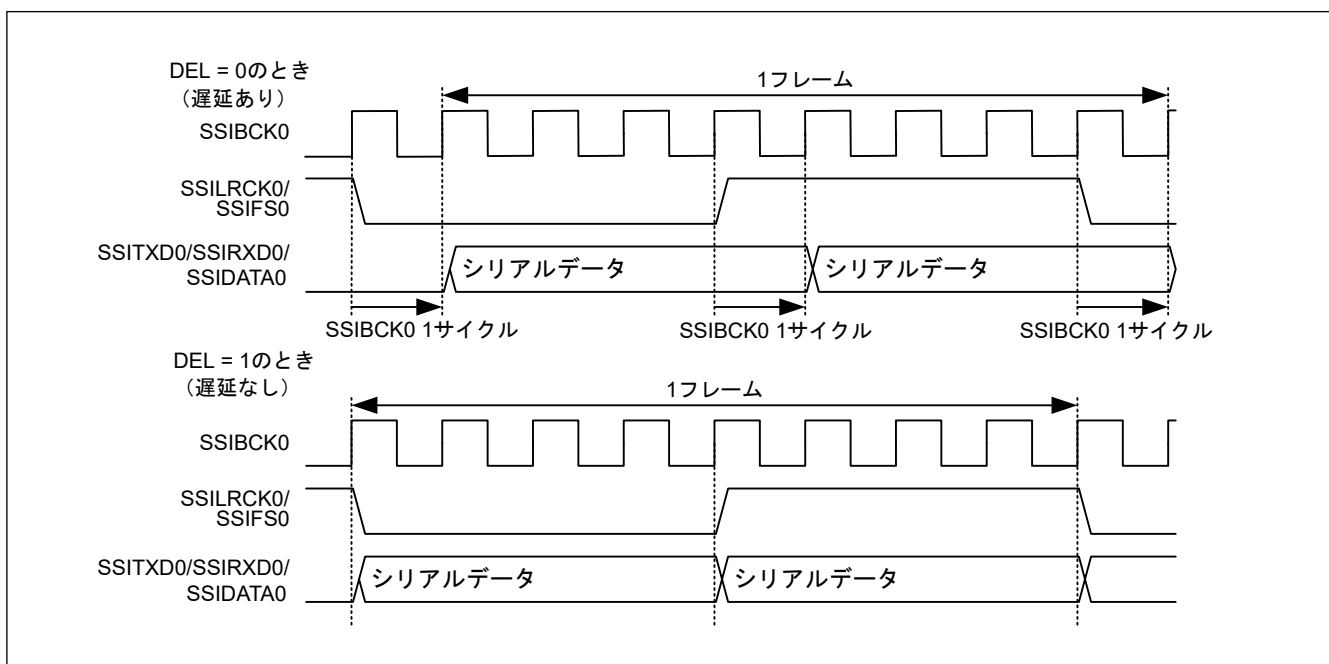 DEL = 0のとき
（遅延あり）
1フレーム
SSIBCK0
SSILRCK0/
SSIFS0
SSITXD0/SSIRXD0/
SSIDATA0
シリアルデータ
シリアルデータ
SSIBCK0 1サイクル
SSIBCK0 1サイクル
SSIBCK0 1サイクル
DEL = 1のとき
（遅延なし）
1フレーム
SSIBCK0
SSILRCK0/
SSIFS0
SSITXD0/SSIRXD0/
SSIDATA0
シリアルデータ
シリアルデータ